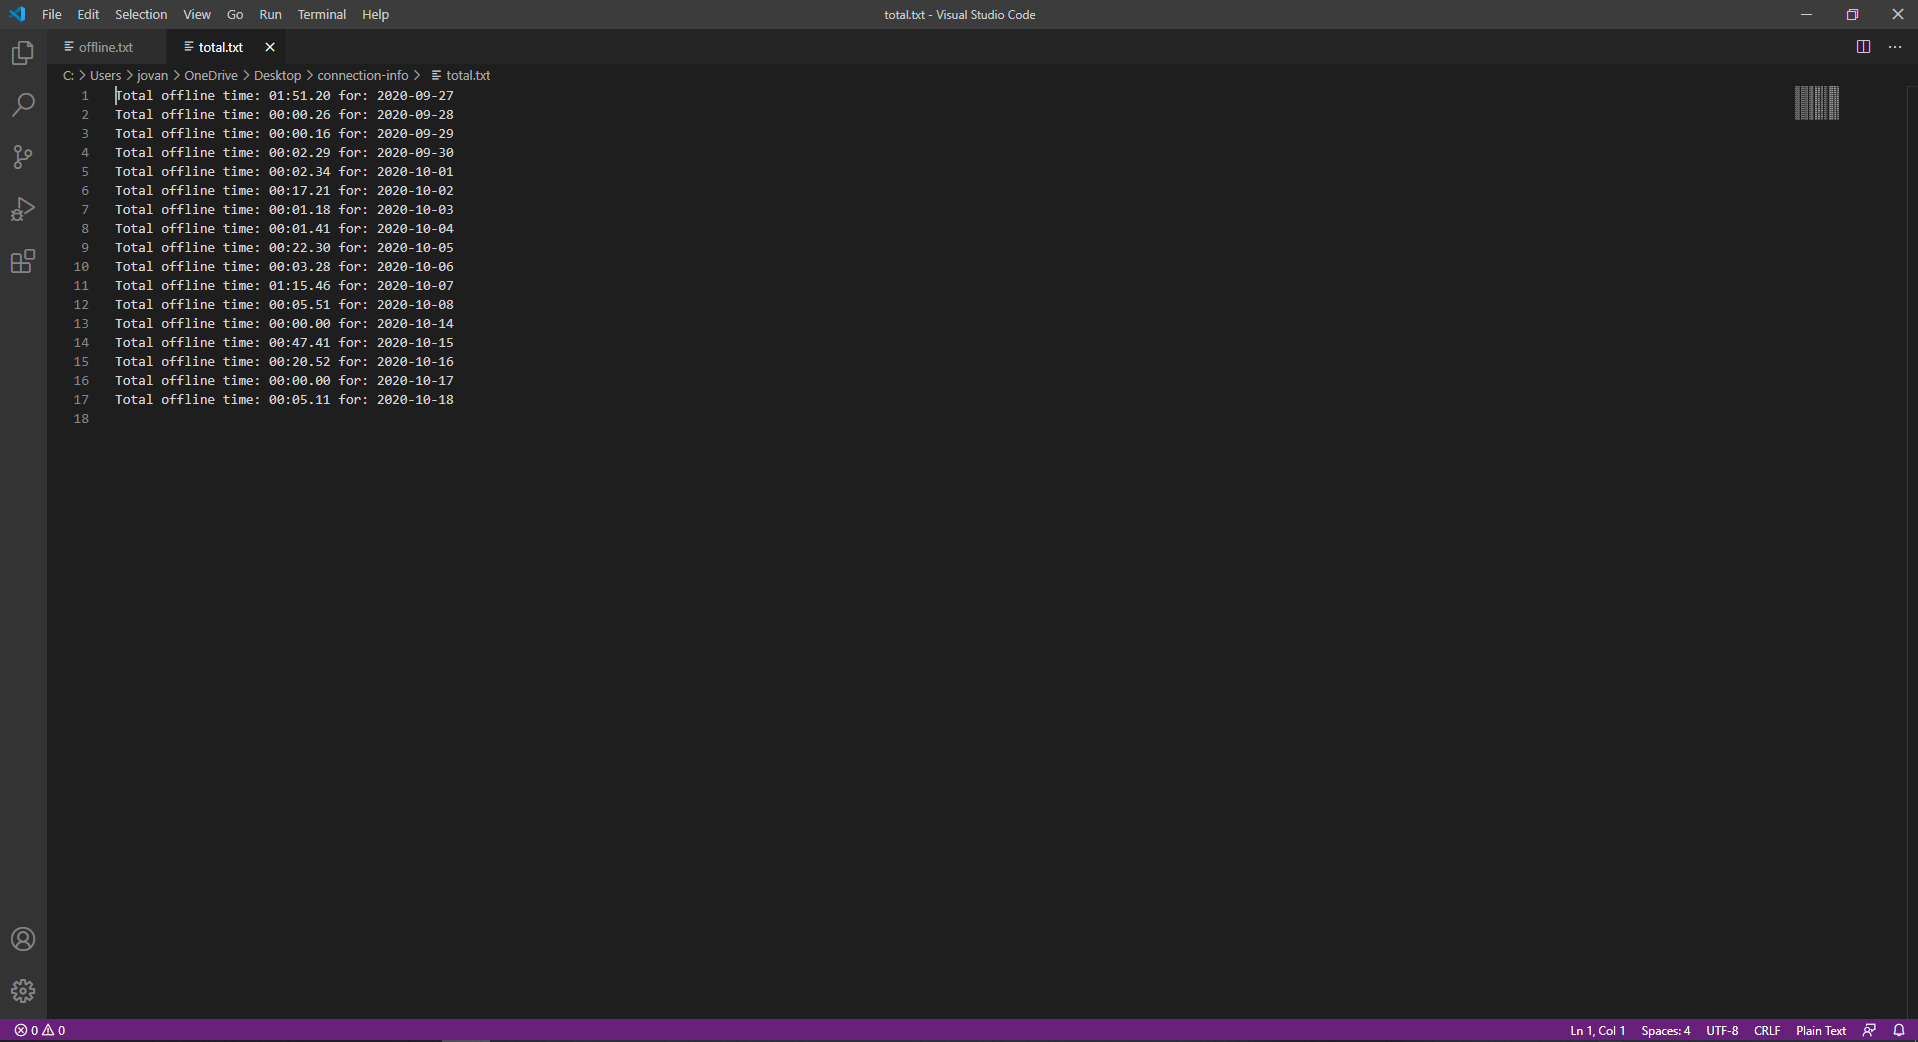 File Edit Selection View Go Run Terminal Help total.txt - Visual Studio Code
offline.txt total.txt
C: > Users > jovan > OneDrive > Desktop > connection-info > total.txt
1 Total offline time: 01:51.20 for: 2020-09-27
2 Total offline time: 00:00.26 for: 2020-09-28
3 Total offline time: 00:00.16 for: 2020-09-29
4 Total offline time: 00:02.29 for: 2020-09-30
5 Total offline time: 00:02.34 for: 2020-10-01
6 Total offline time: 00:17.21 for: 2020-10-02
7 Total offline time: 00:01.18 for: 2020-10-03
8 Total offline time: 00:01.41 for: 2020-10-04
9 Total offline time: 00:22.30 for: 2020-10-05
10 Total offline time: 00:03.28 for: 2020-10-06
11 Total offline time: 01:15.46 for: 2020-10-07
12 Total offline time: 00:05.51 for: 2020-10-08
13 Total offline time: 00:00.00 for: 2020-10-14
14 Total offline time: 00:47.41 for: 2020-10-15
15 Total offline time: 00:20.52 for: 2020-10-16
16 Total offline time: 00:00.00 for: 2020-10-17
17 Total offline time: 00:05.11 for: 2020-10-18
18
0 0 Ln 1, Col 1 Spaces: 4 UTF-8 CRLF Plain Text